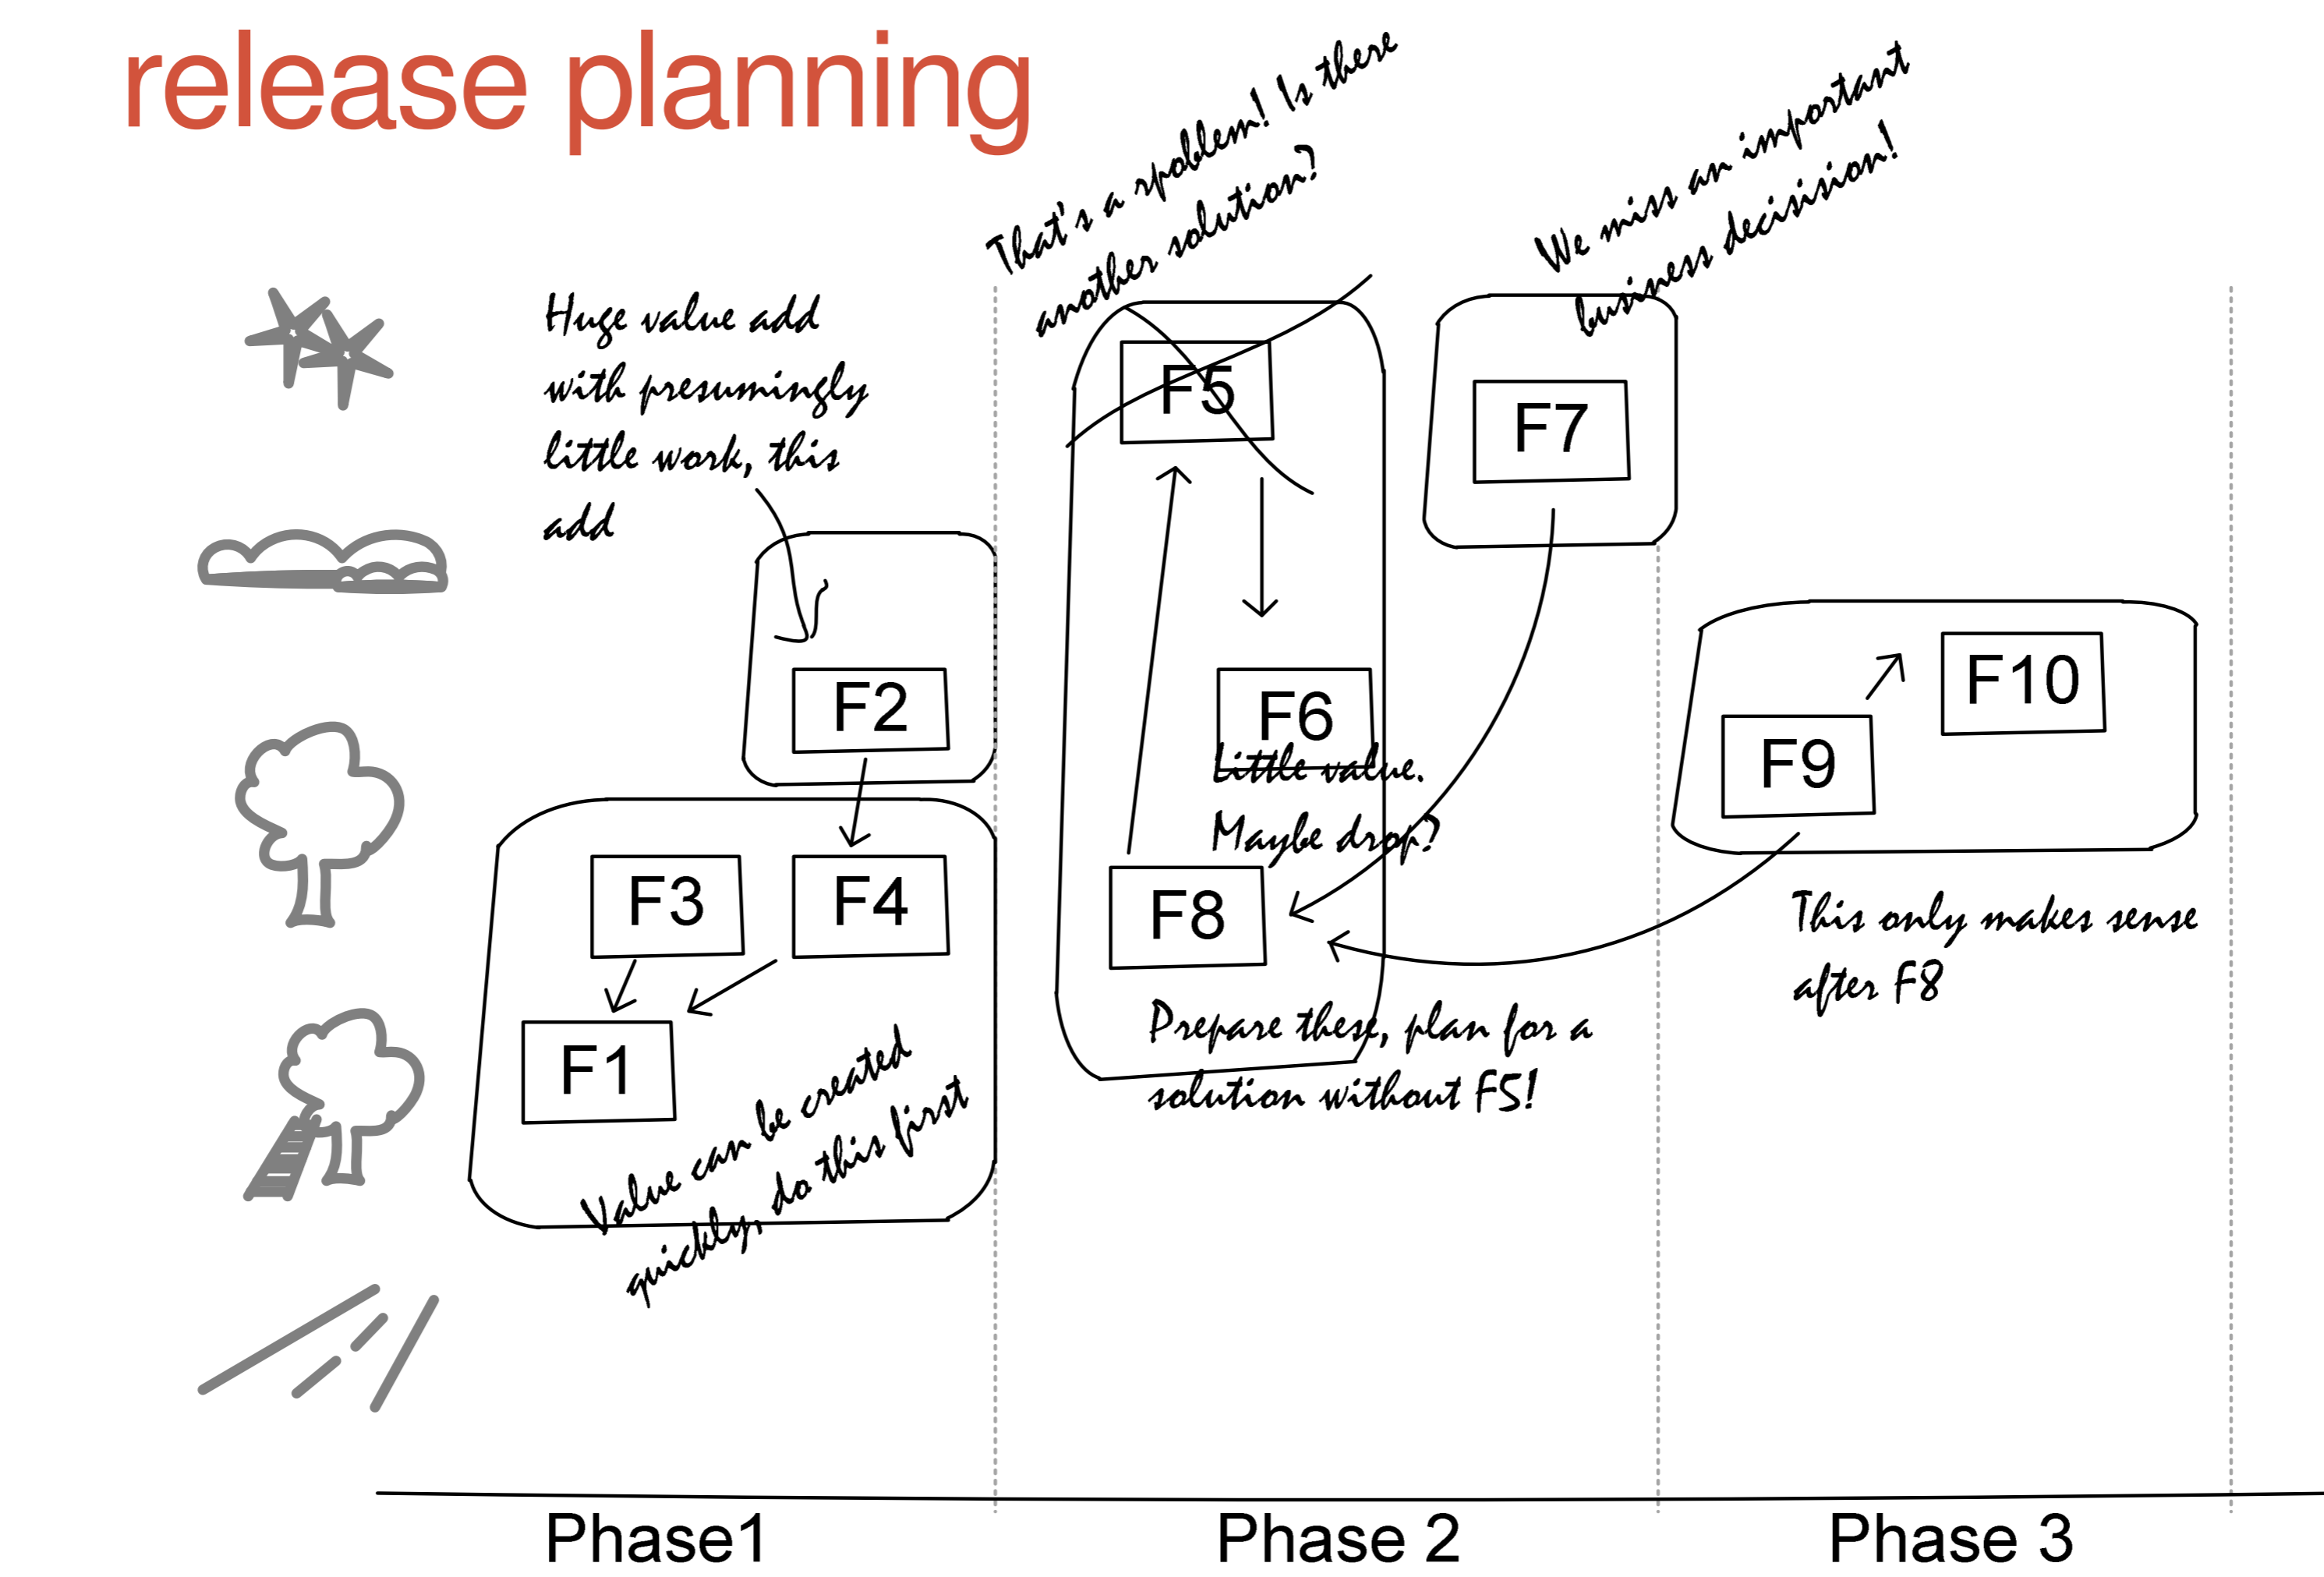 release planning
That's a rpoblem! Is there
another solution?
We miss an important
business decisision!
Huge value add
with presumingly
little work, this
add
F5
F7
F2
F6
Little value.
Maybe drop?
F10
F9
F3
F4
F8
This only makes sense
after F8
F1
Value can be created
quickly, do this first
Prepare these, plan for a
solution without F5!
Phase1
Phase 2
Phase 3